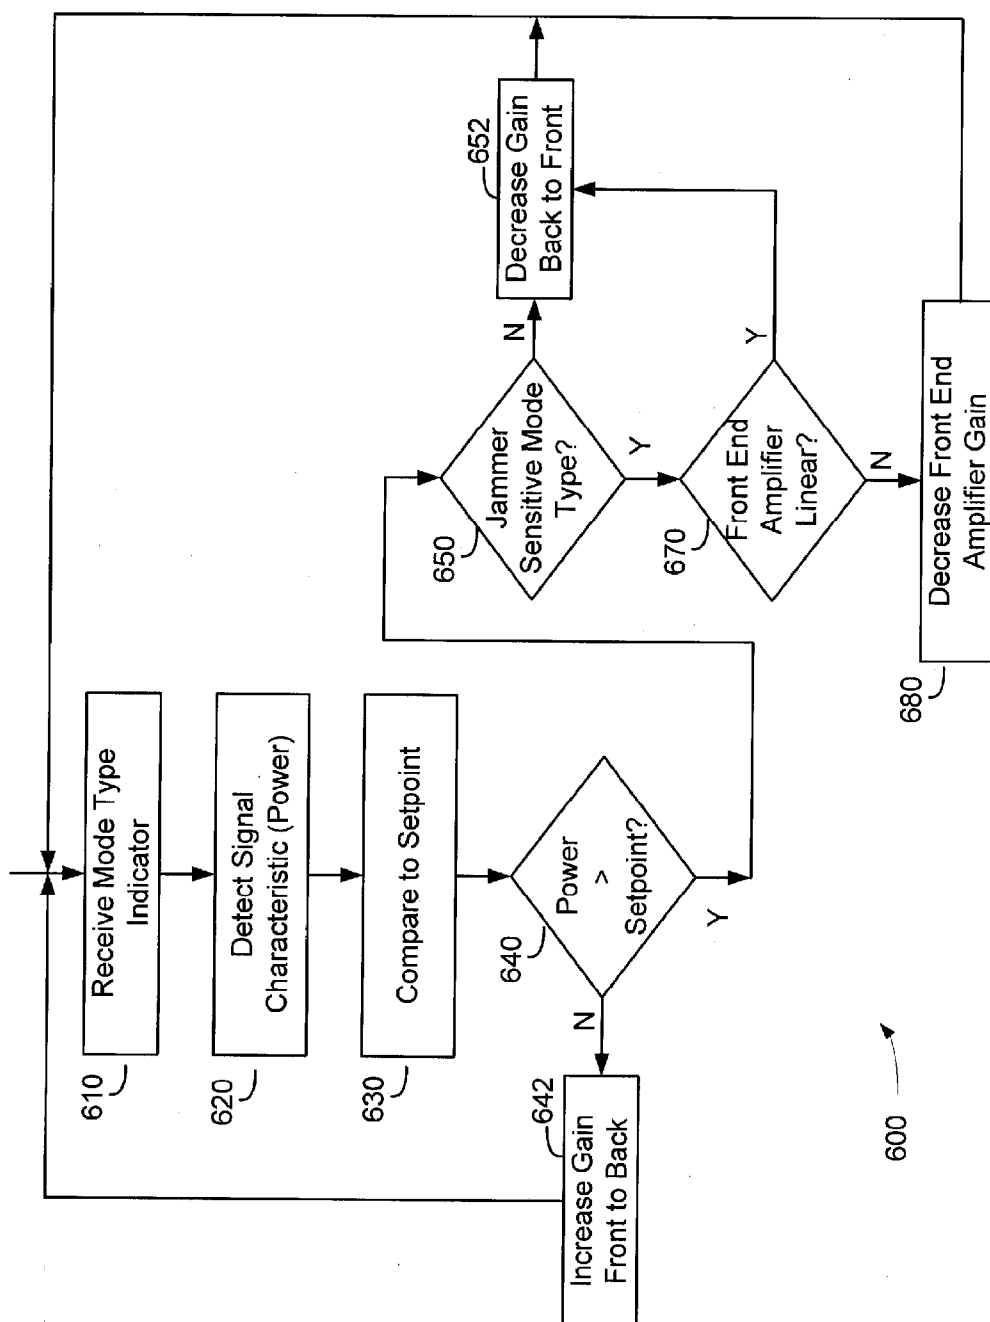 Receive Mode Type
Indicator
610
Detect Signal
Characteristic (Power)
620
Compare to Setpoint
630
Power
>
Setpoint?
640
N
Y
Increase Gain
Front to Back
642
Jammer
Sensitive Mode
Type?
650
N
Y
Decrease Gain
Back to Front
652
Front End
Amplifier
Linear?
670
Y
N
Decrease Front End
Amplifier Gain
680
600